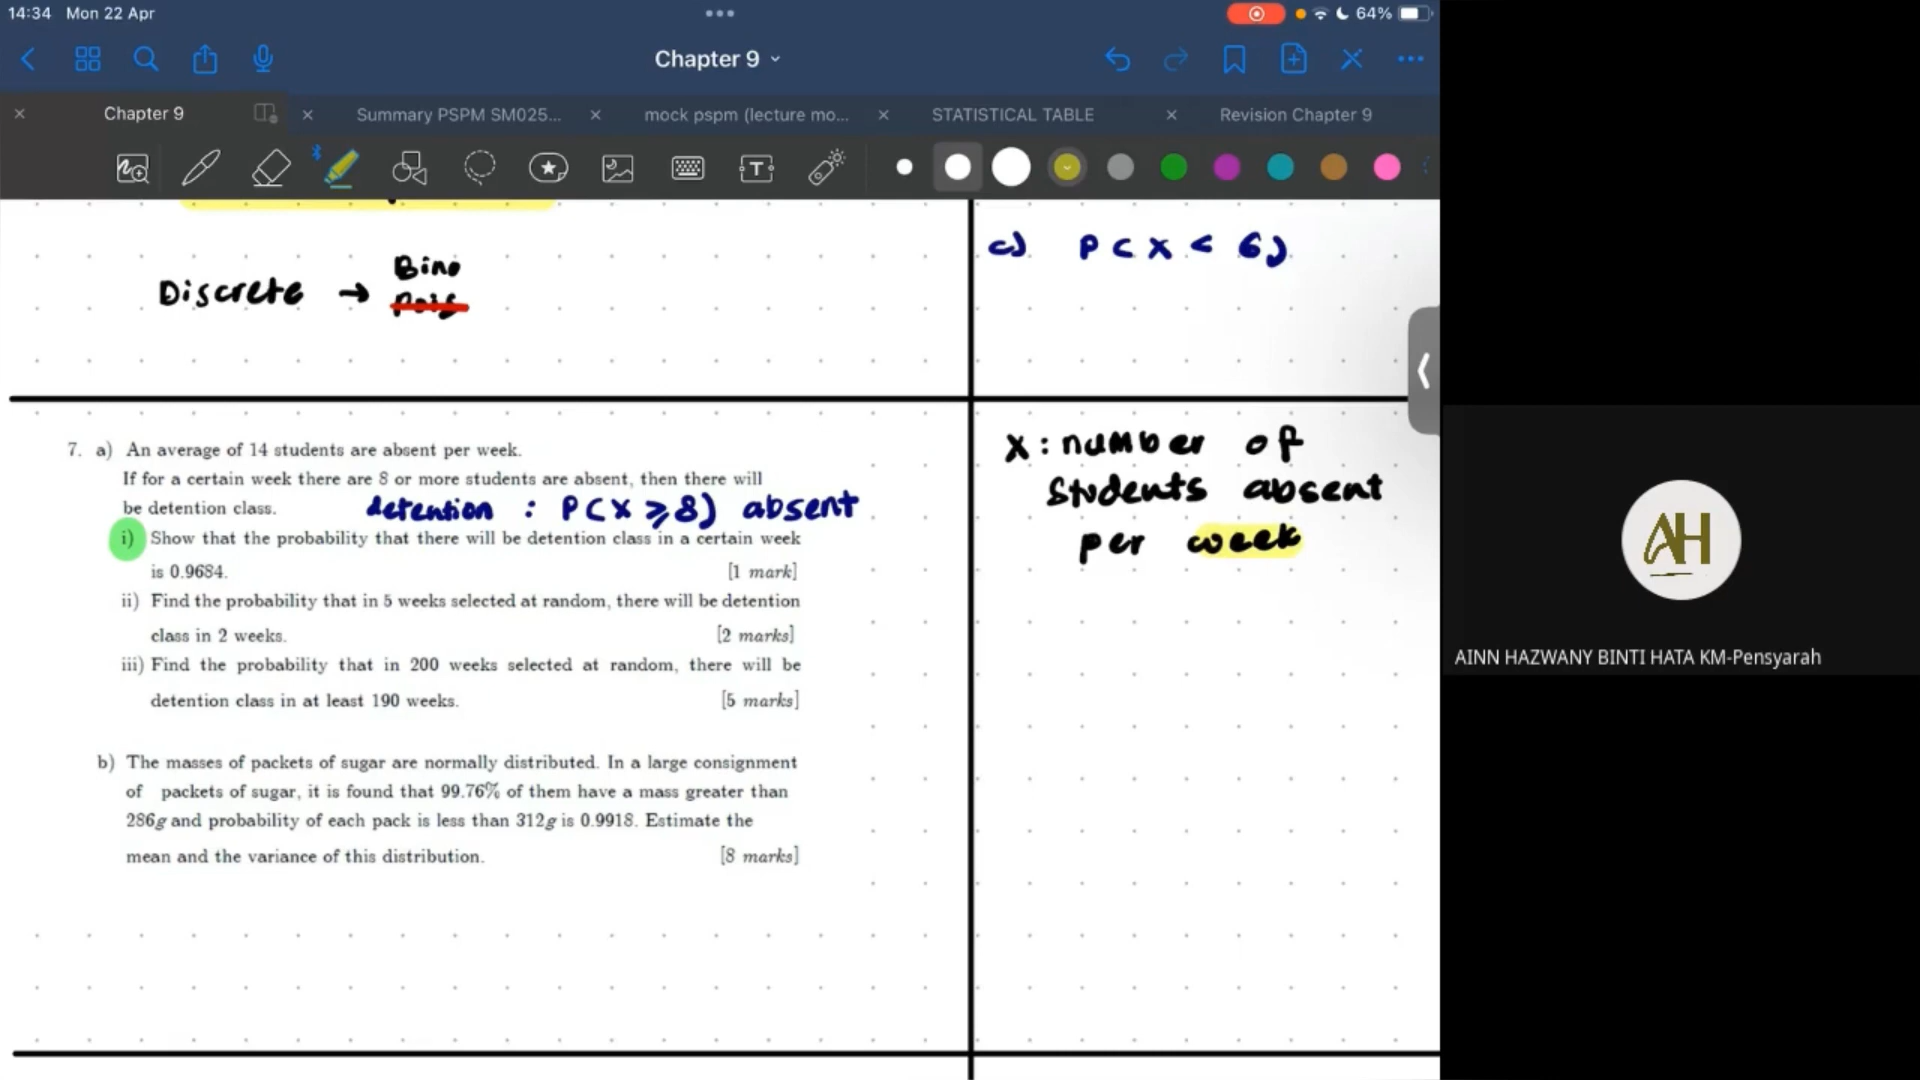 14:34 Mon 22 Apr
64%
Chapter 9
Chapter 9
Summary PSPM SM025...
mock pspm (lecture mo...
STATISTICAL TABLE
Revision Chapter 9
Discrete → Bino
Pois
c) P(X < 6)
7. a) An average of 14 students are absent per week.
If for a certain week there are 8 or more students are absent, then there will
be detention class.
detention : P(X ≥ 8) absent
i) Show that the probability that there will be detention class in a certain week
is 0.9684. [1 mark]
ii) Find the probability that in 5 weeks selected at random, there will be detention
class in 2 weeks. [2 marks]
iii) Find the probability that in 200 weeks selected at random, there will be
detention class in at least 190 weeks. [5 marks]
b) The masses of packets of sugar are normally distributed. In a large consignment
of packets of sugar, it is found that 99.76% of them have a mass greater than
286g and probability of each pack is less than 312g is 0.9918. Estimate the
mean and the variance of this distribution. [8 marks]
X : number of
students absent
per week
AH
AINN HAZWANY BINTI HATA KM-Pensyarah